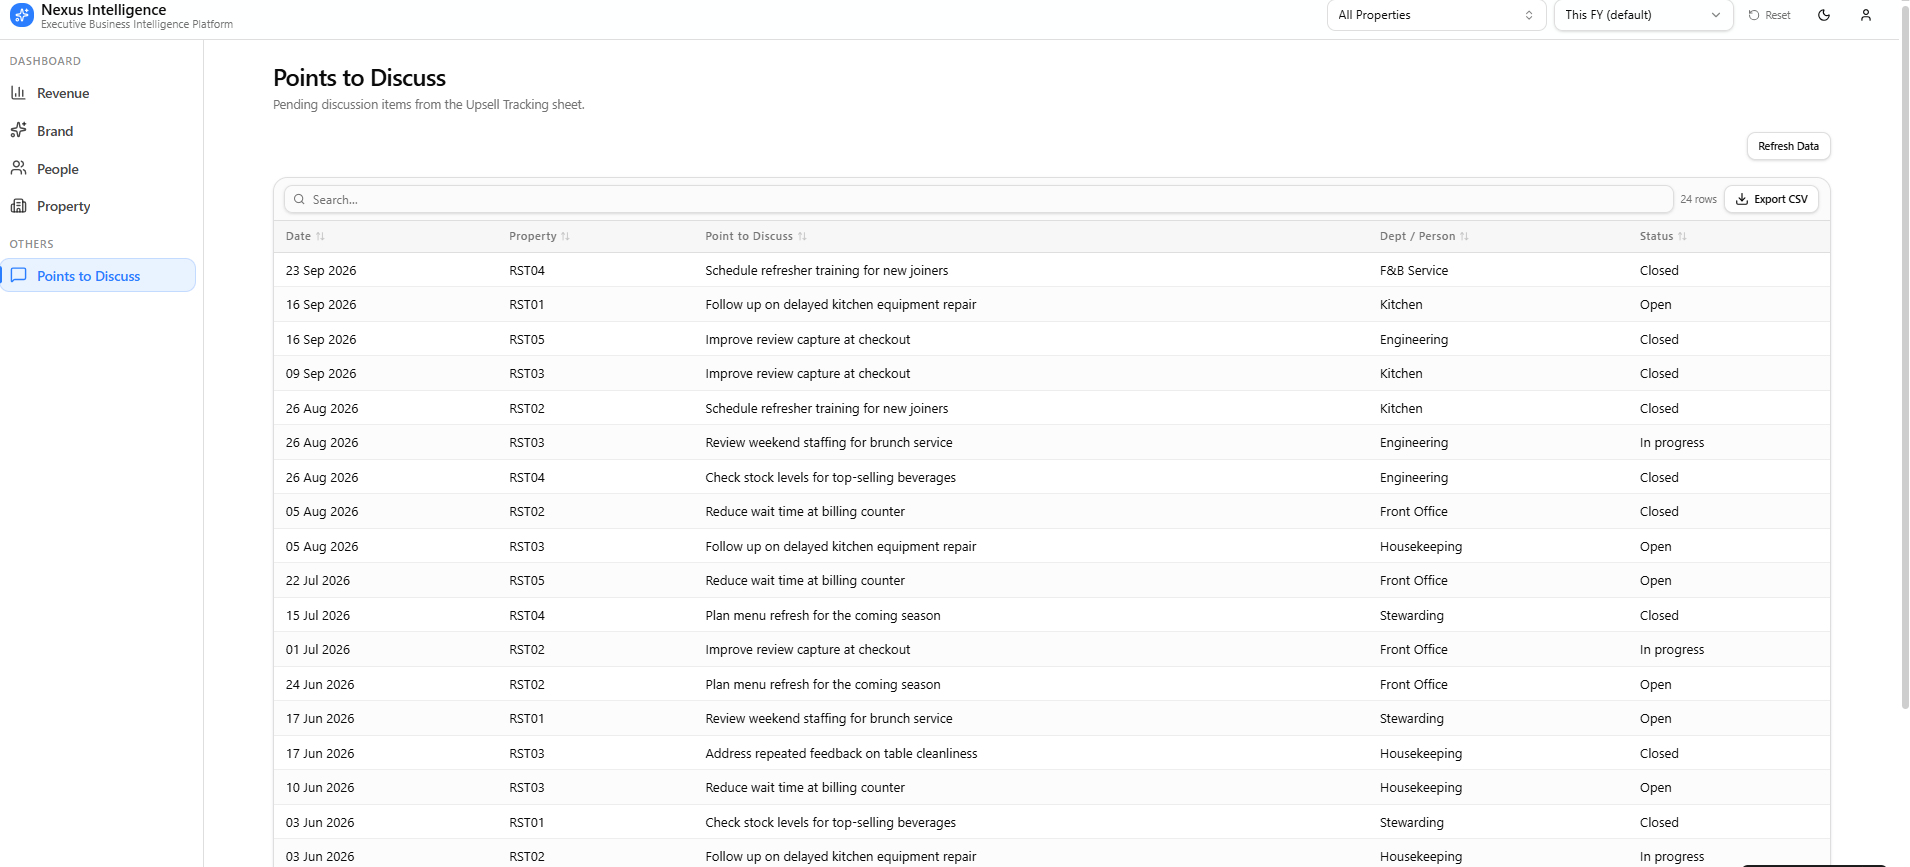 Nexus Intelligence
Executive Business Intelligence Platform
All Properties
This FY (default)
Reset
DASHBOARD
Revenue
Brand
People
Property
OTHERS
Points to Discuss
Points to Discuss
Pending discussion items from the Upsell Tracking sheet.
Refresh Data
Search...
24 rows
Export CSV
Date Property Point to Discuss Dept / Person Status
23 Sep 2026 RST04 Schedule refresher training for new joiners F&B Service Closed
16 Sep 2026 RST01 Follow up on delayed kitchen equipment repair Kitchen Open
16 Sep 2026 RST05 Improve review capture at checkout Engineering Closed
09 Sep 2026 RST03 Improve review capture at checkout Kitchen Closed
26 Aug 2026 RST02 Schedule refresher training for new joiners Kitchen Closed
26 Aug 2026 RST03 Review weekend staffing for brunch service Engineering In progress
26 Aug 2026 RST04 Check stock levels for top-selling beverages Engineering Closed
05 Aug 2026 RST02 Reduce wait time at billing counter Front Office Closed
05 Aug 2026 RST03 Follow up on delayed kitchen equipment repair Housekeeping Open
22 Jul 2026 RST05 Reduce wait time at billing counter Front Office Open
15 Jul 2026 RST04 Plan menu refresh for the coming season Stewarding Closed
01 Jul 2026 RST02 Improve review capture at checkout Front Office In progress
24 Jun 2026 RST02 Plan menu refresh for the coming season Front Office Open
17 Jun 2026 RST01 Review weekend staffing for brunch service Stewarding Open
17 Jun 2026 RST03 Address repeated feedback on table cleanliness Housekeeping Closed
10 Jun 2026 RST03 Reduce wait time at billing counter Housekeeping Open
03 Jun 2026 RST01 Check stock levels for top-selling beverages Stewarding Closed
03 Jun 2026 RST02 Follow up on delayed kitchen equipment repair Housekeeping In progress